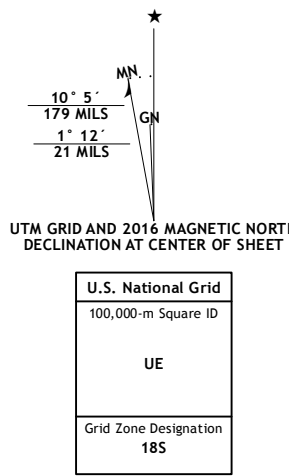 MN
10° 5´
179 MILS
GN
1° 12´
21 MILS
UTM GRID AND 2016 MAGNETIC NORTH
DECLINATION AT CENTER OF SHEET
U.S. National Grid
100,000-m Square ID
UE
Grid Zone Designation
18S